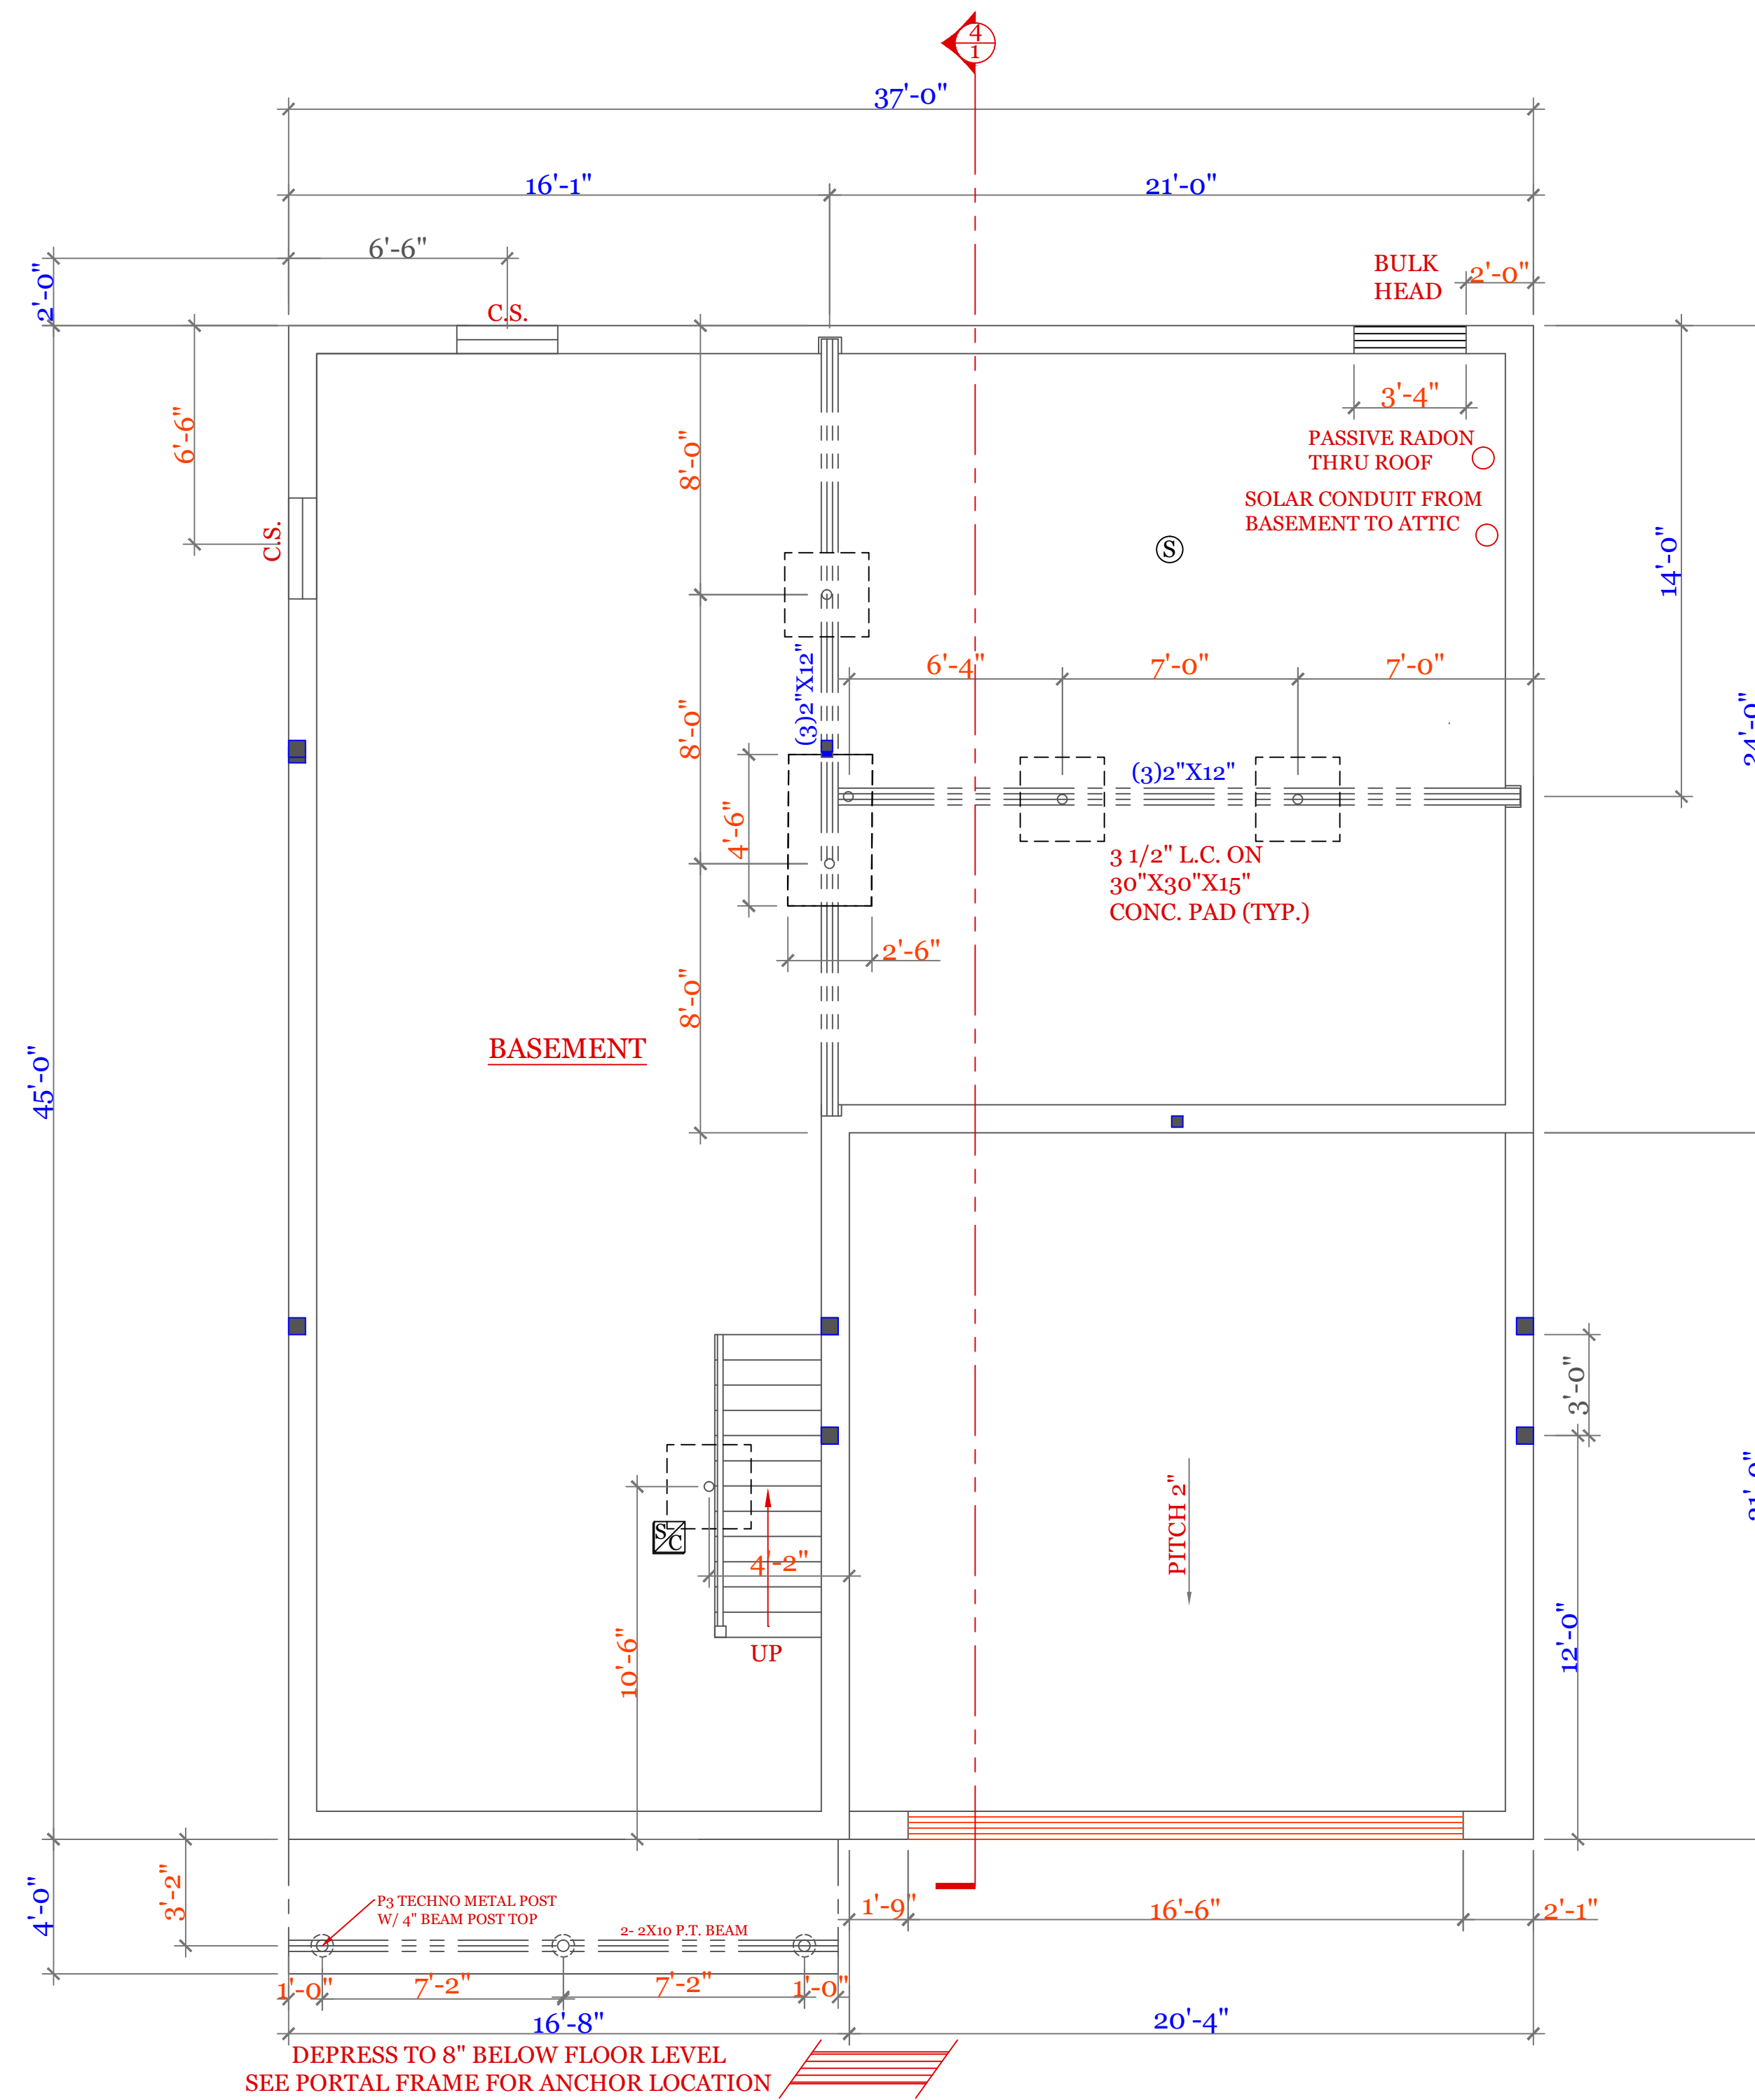 4
1
37'-0"
16'-1"
21'-0"
6'-6"
2'-0"
BULK
HEAD
2'-0"
C.S.
3'-4"
6'-6"
8'-0"
PASSIVE RADON
THRU ROOF
SOLAR CONDUIT FROM
BASEMENT TO ATTIC
C.S.
S
14'-0"
(3)2"X12"
6'-4"
7'-0"
7'-0"
8'-0"
24'-0"
(3)2"X12"
4'-6"
3 1/2" L.C. ON
30"X30"X15"
CONC. PAD (TYP.)
2'-6"
8'-0"
BASEMENT
45'-0"
3'-0"
21'-0"
PITCH 2"
S/C
4'-2"
10'-6"
UP
12'-0"
4'-0"
3'-2"
P3 TECHNO METAL POST
W/ 4" BEAM POST TOP
2- 2X10 P.T. BEAM
1'-9"
16'-6"
2'-1"
1'-0"
7'-2"
7'-2"
1'-0"
16'-8"
20'-4"
DEPRESS TO 8" BELOW FLOOR LEVEL
SEE PORTAL FRAME FOR ANCHOR LOCATION